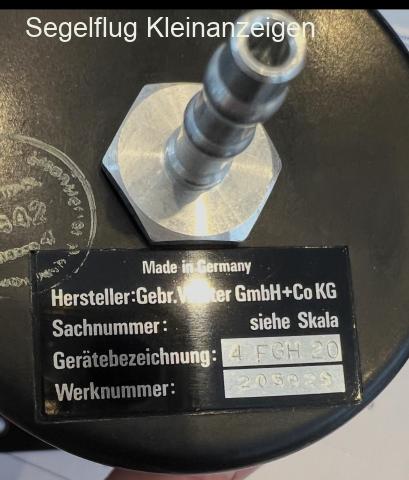 Segelflug Kleinanzeigen
Made in Germany
Hersteller: Gebr. GmbH+Co KG
Sachnummer: siehe Skala
Gerätebezeichnung: 4 FGH 20
Werknummer: